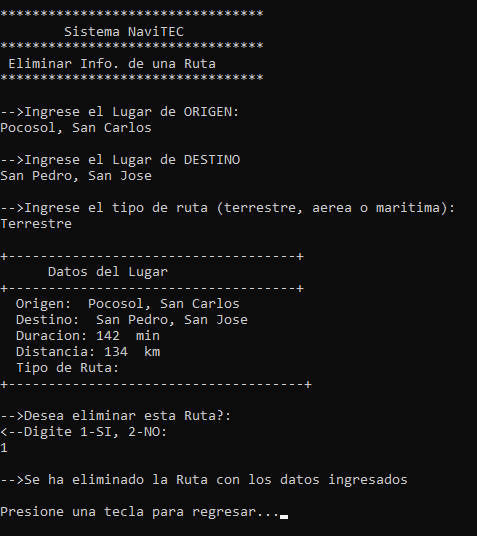 *********************************
Sistema NaviTEC
*********************************
Eliminar Info. de una Ruta
*********************************
-->Ingrese el Lugar de ORIGEN:
Pocosol, San Carlos
-->Ingrese el Lugar de DESTINO
San Pedro, San Jose
-->Ingrese el tipo de ruta (terrestre, aerea o maritima):
Terrestre
+------------------------------------+
Datos del Lugar
+------------------------------------+
Origen:  Pocosol, San Carlos
Destino:  San Pedro, San Jose
Duracion: 142  min
Distancia: 134  km
Tipo de Ruta:
+-------------------------------------+
-->Desea eliminar esta Ruta?:
<--Digite 1-SI, 2-NO:
1
-->Se ha eliminado la Ruta con los datos ingresados
Presione una tecla para regresar...